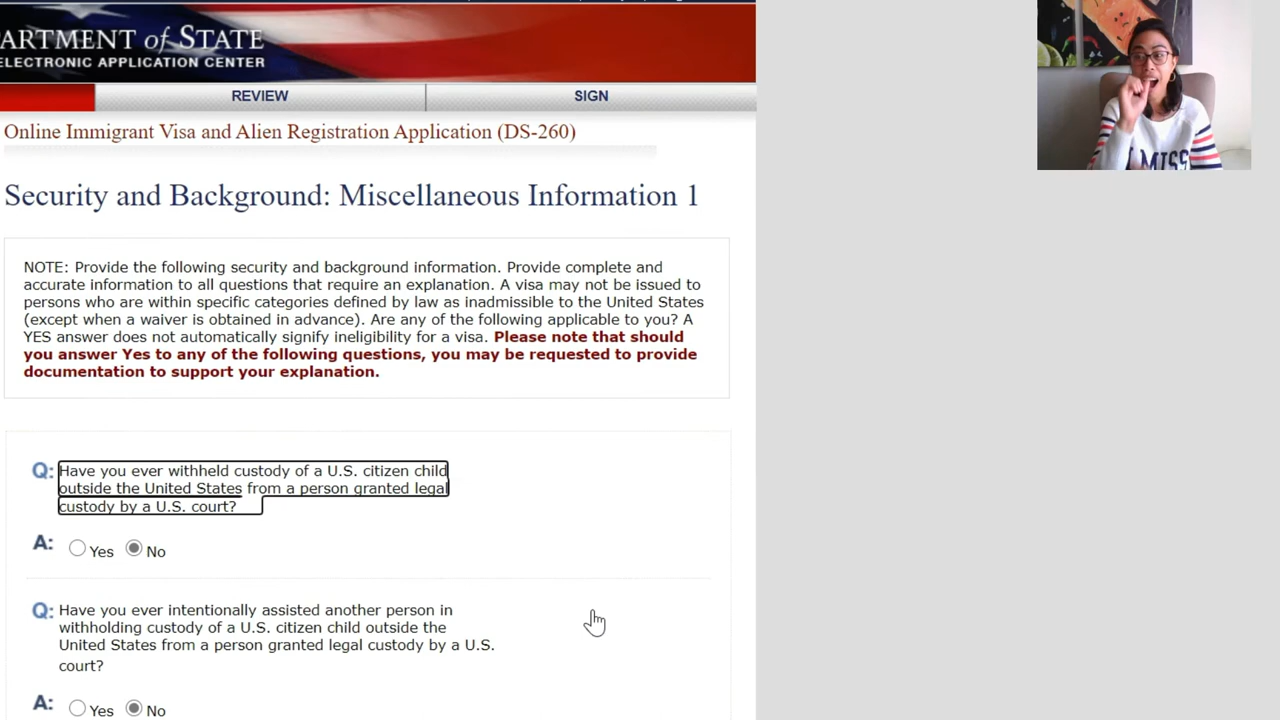 ARTMENT of STATE
ELECTRONIC APPLICATION CENTER
REVIEW
SIGN
Online Immigrant Visa and Alien Registration Application (DS-260)
Security and Background: Miscellaneous Information 1
NOTE: Provide the following security and background information. Provide complete and
accurate information to all questions that require an explanation. A visa may not be issued to
persons who are within specific categories defined by law as inadmissible to the United States
(except when a waiver is obtained in advance). Are any of the following applicable to you? A
YES answer does not automatically signify ineligibility for a visa. Please note that should
you answer Yes to any of the following questions, you may be requested to provide
documentation to support your explanation.
Q: Have you ever withheld custody of a U.S. citizen child
outside the United States from a person granted legal
custody by a U.S. court?
A: Yes No
Q: Have you ever intentionally assisted another person in
withholding custody of a U.S. citizen child outside the
United States from a person granted legal custody by a U.S.
court?
A: Yes No
MISS